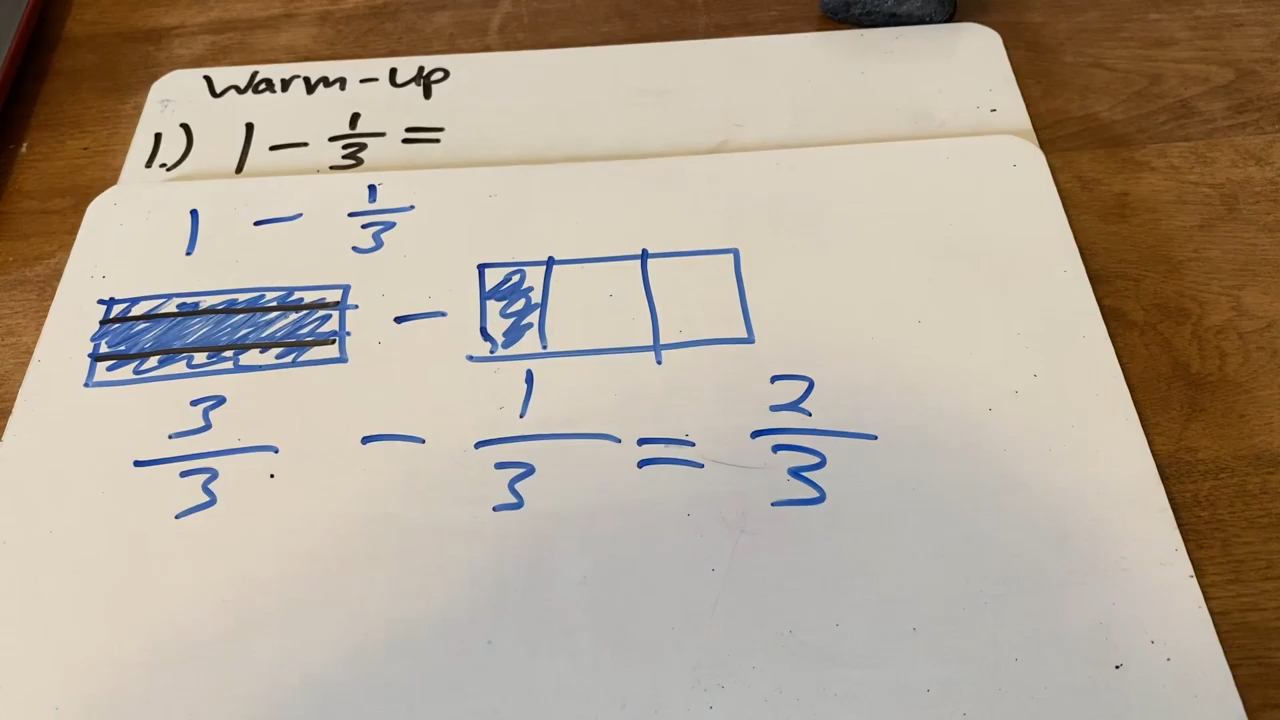 Warm-Up
1.) 1 - 1/3 =
1 - 1/3
-
3/3 - 1/3 = 2/3